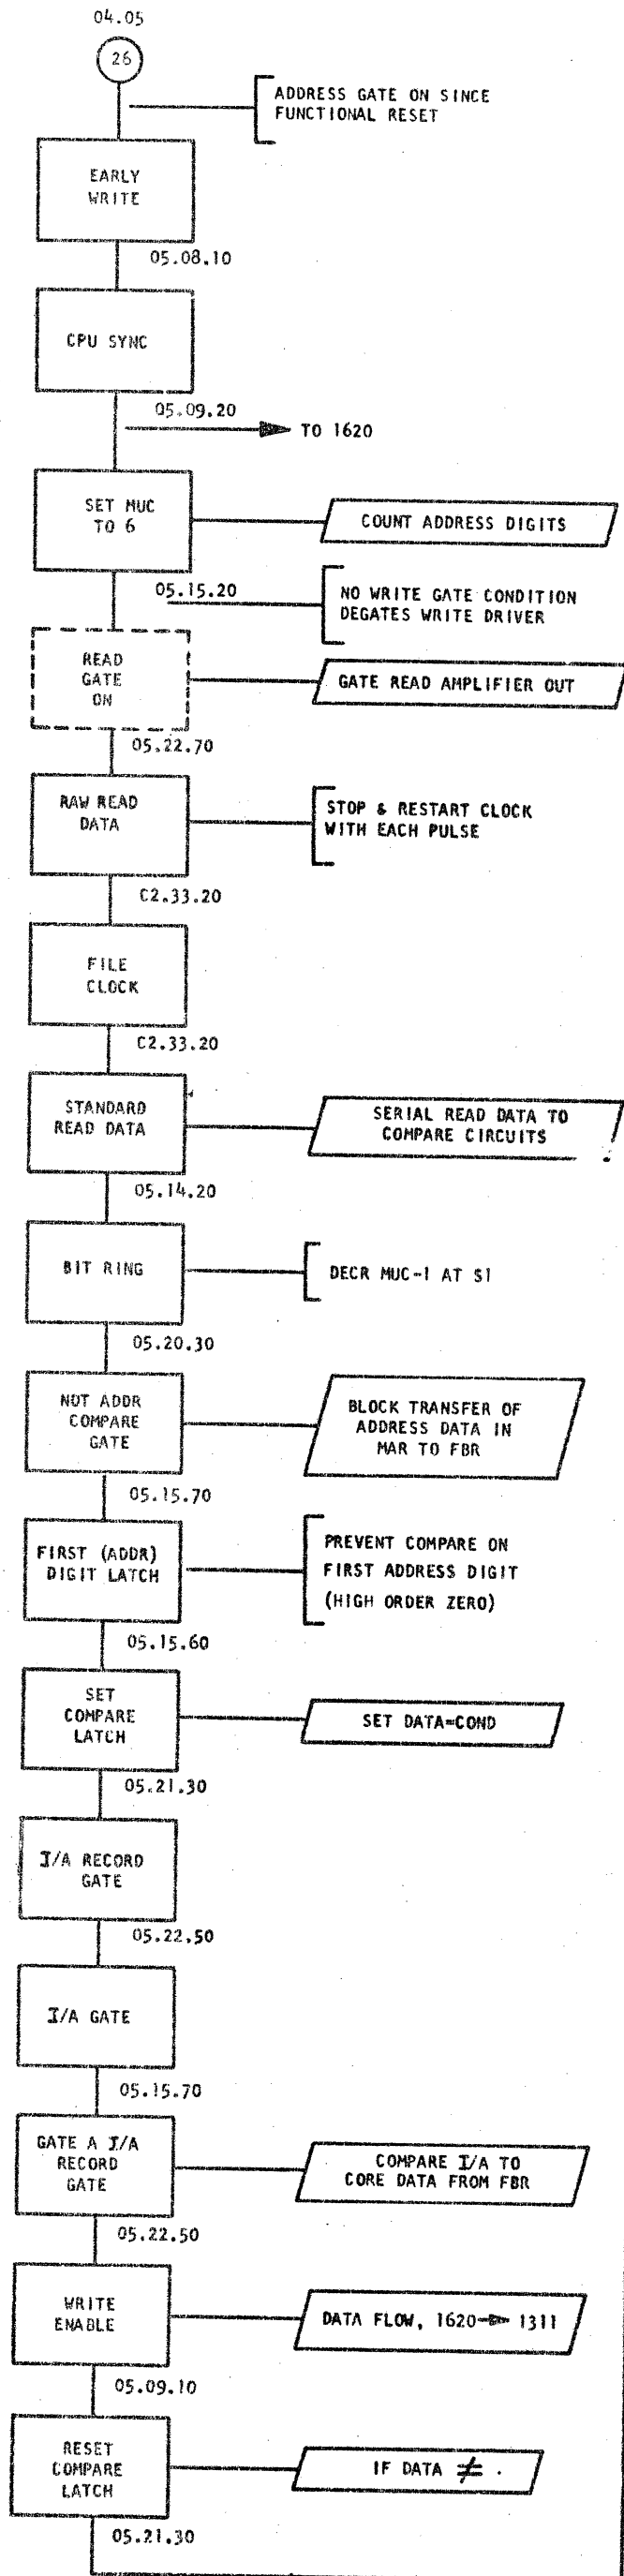 04.05
26
ADDRESS GATE ON SINCE
FUNCTIONAL RESET
EARLY
WRITE
05.08.10
CPU SYNC
05.09.20
TO 1620
SET MUC
TO 6
COUNT ADDRESS DIGITS
05.15.20
NO WRITE GATE CONDITION
DEGATES WRITE DRIVER
READ
GATE
ON
GATE READ AMPLIFIER OUT
05.22.70
RAW READ
DATA
STOP & RESTART CLOCK
WITH EACH PULSE
C2.33.20
FILE
CLOCK
C2.33.20
STANDARD
READ DATA
SERIAL READ DATA TO
COMPARE CIRCUITS
05.14.20
BIT RING
DECR MUC-1 AT S1
05.20.30
NOT ADDR
COMPARE
GATE
BLOCK TRANSFER OF
ADDRESS DATA IN
MAR TO FBR
05.15.70
FIRST (ADDR)
DIGIT LATCH
PREVENT COMPARE ON
FIRST ADDRESS DIGIT
(HIGH ORDER ZERO)
05.15.60
SET
COMPARE
LATCH
SET DATA=COND
05.21.30
I/A RECORD
GATE
05.22.50
I/A GATE
05.15.70
GATE A I/A
RECORD
GATE
COMPARE I/A TO
CORE DATA FROM FBR
05.22.50
WRITE
ENABLE
DATA FLOW, 1620 → 1311
05.09.10
RESET
COMPARE
LATCH
IF DATA ≠ .
05.21.30